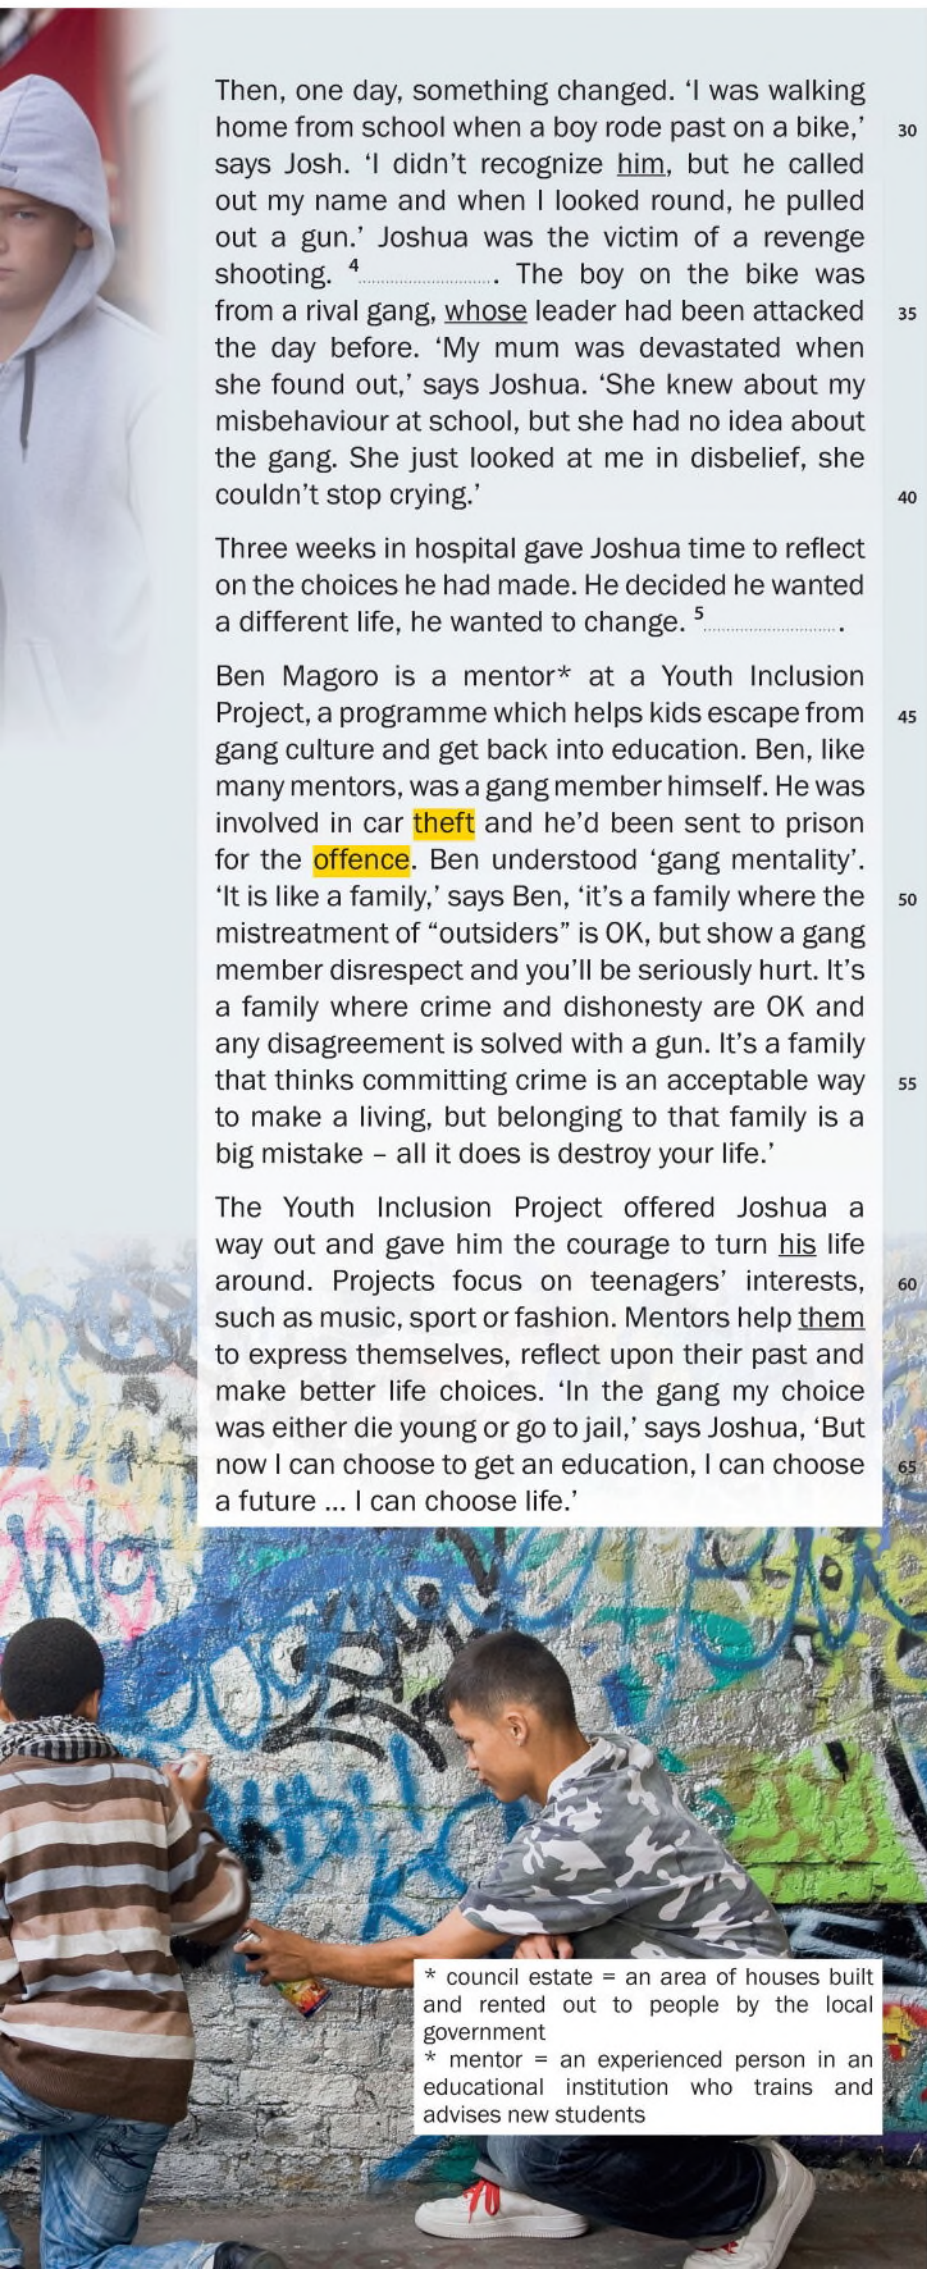 Then, one day, something changed. ‘I was walking
home from school when a boy rode past on a bike,’ 30
says Josh. ‘I didn’t recognize him, but he called
out my name and when I looked round, he pulled
out a gun.’ Joshua was the victim of a revenge
shooting. 4 .............................. . The boy on the bike was
from a rival gang, whose leader had been attacked 35
the day before. ‘My mum was devastated when
she found out,’ says Joshua. ‘She knew about my
misbehaviour at school, but she had no idea about
the gang. She just looked at me in disbelief, she
couldn’t stop crying.’ 40
Three weeks in hospital gave Joshua time to reflect
on the choices he had made. He decided he wanted
a different life, he wanted to change. 5 .............................. .
Ben Magoro is a mentor* at a Youth Inclusion
Project, a programme which helps kids escape from 45
gang culture and get back into education. Ben, like
many mentors, was a gang member himself. He was
involved in car theft and he’d been sent to prison
for the offence. Ben understood ‘gang mentality’.
‘It is like a family,’ says Ben, ‘it’s a family where the 50
mistreatment of “outsiders” is OK, but show a gang
member disrespect and you’ll be seriously hurt. It’s
a family where crime and dishonesty are OK and
any disagreement is solved with a gun. It’s a family
that thinks committing crime is an acceptable way 55
to make a living, but belonging to that family is a
big mistake – all it does is destroy your life.’
The Youth Inclusion Project offered Joshua a
way out and gave him the courage to turn his life
around. Projects focus on teenagers’ interests, 60
such as music, sport or fashion. Mentors help them
to express themselves, reflect upon their past and
make better life choices. ‘In the gang my choice
was either die young or go to jail,’ says Joshua, ‘But
now I can choose to get an education, I can choose 65
a future ... I can choose life.’
* council estate = an area of houses built
and rented out to people by the local
government
* mentor = an experienced person in an
educational institution who trains and
advises new students